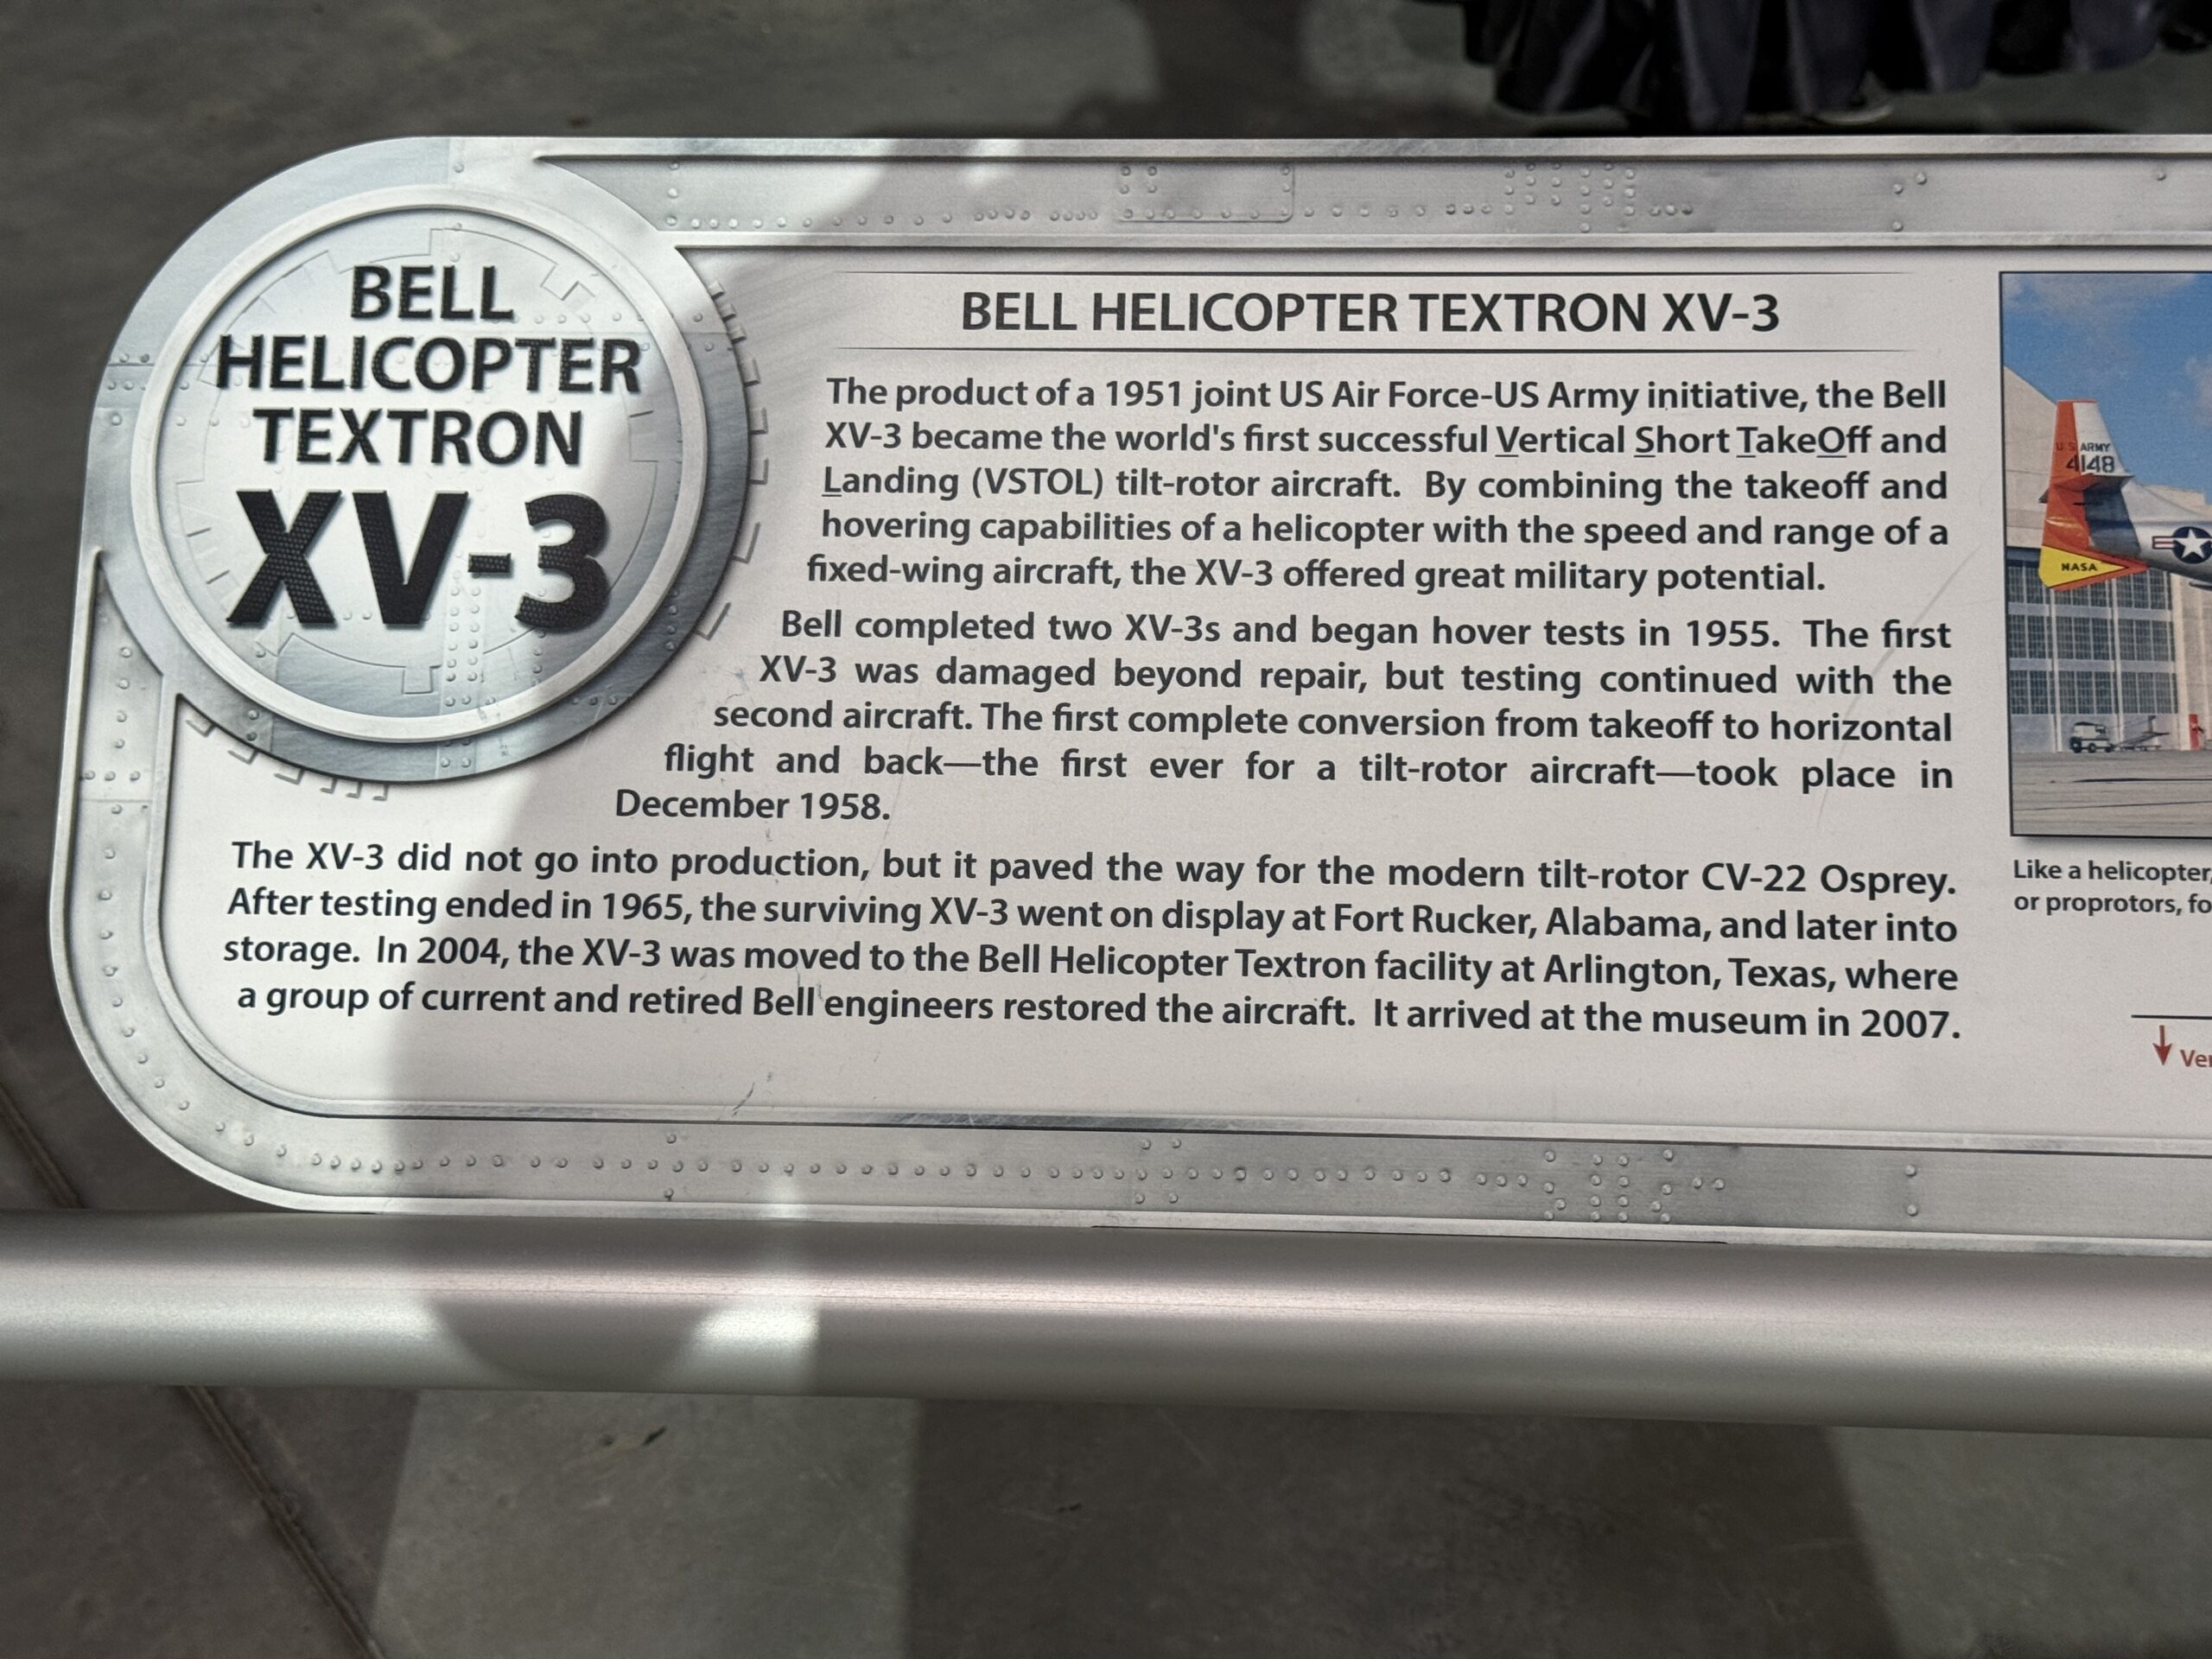 BELL
HELICOPTER
TEXTRON
XV-3
BELL HELICOPTER TEXTRON XV-3
The product of a 1951 joint US Air Force-US Army initiative, the Bell
XV-3 became the world's first successful Vertical Short TakeOff and
Landing (VSTOL) tilt-rotor aircraft. By combining the takeoff and
hovering capabilities of a helicopter with the speed and range of a
fixed-wing aircraft, the XV-3 offered great military potential.
Bell completed two XV-3s and began hover tests in 1955. The first
XV-3 was damaged beyond repair, but testing continued with the
second aircraft. The first complete conversion from takeoff to horizontal
flight and back—the first ever for a tilt-rotor aircraft—took place in
December 1958.
The XV-3 did not go into production, but it paved the way for the modern tilt-rotor CV-22 Osprey.
After testing ended in 1965, the surviving XV-3 went on display at Fort Rucker, Alabama, and later into
storage. In 2004, the XV-3 was moved to the Bell Helicopter Textron facility at Arlington, Texas, where
a group of current and retired Bell engineers restored the aircraft. It arrived at the museum in 2007.
U S ARMY
4148
NASA
Like a helicopter,
or proprotors, fo
Ver